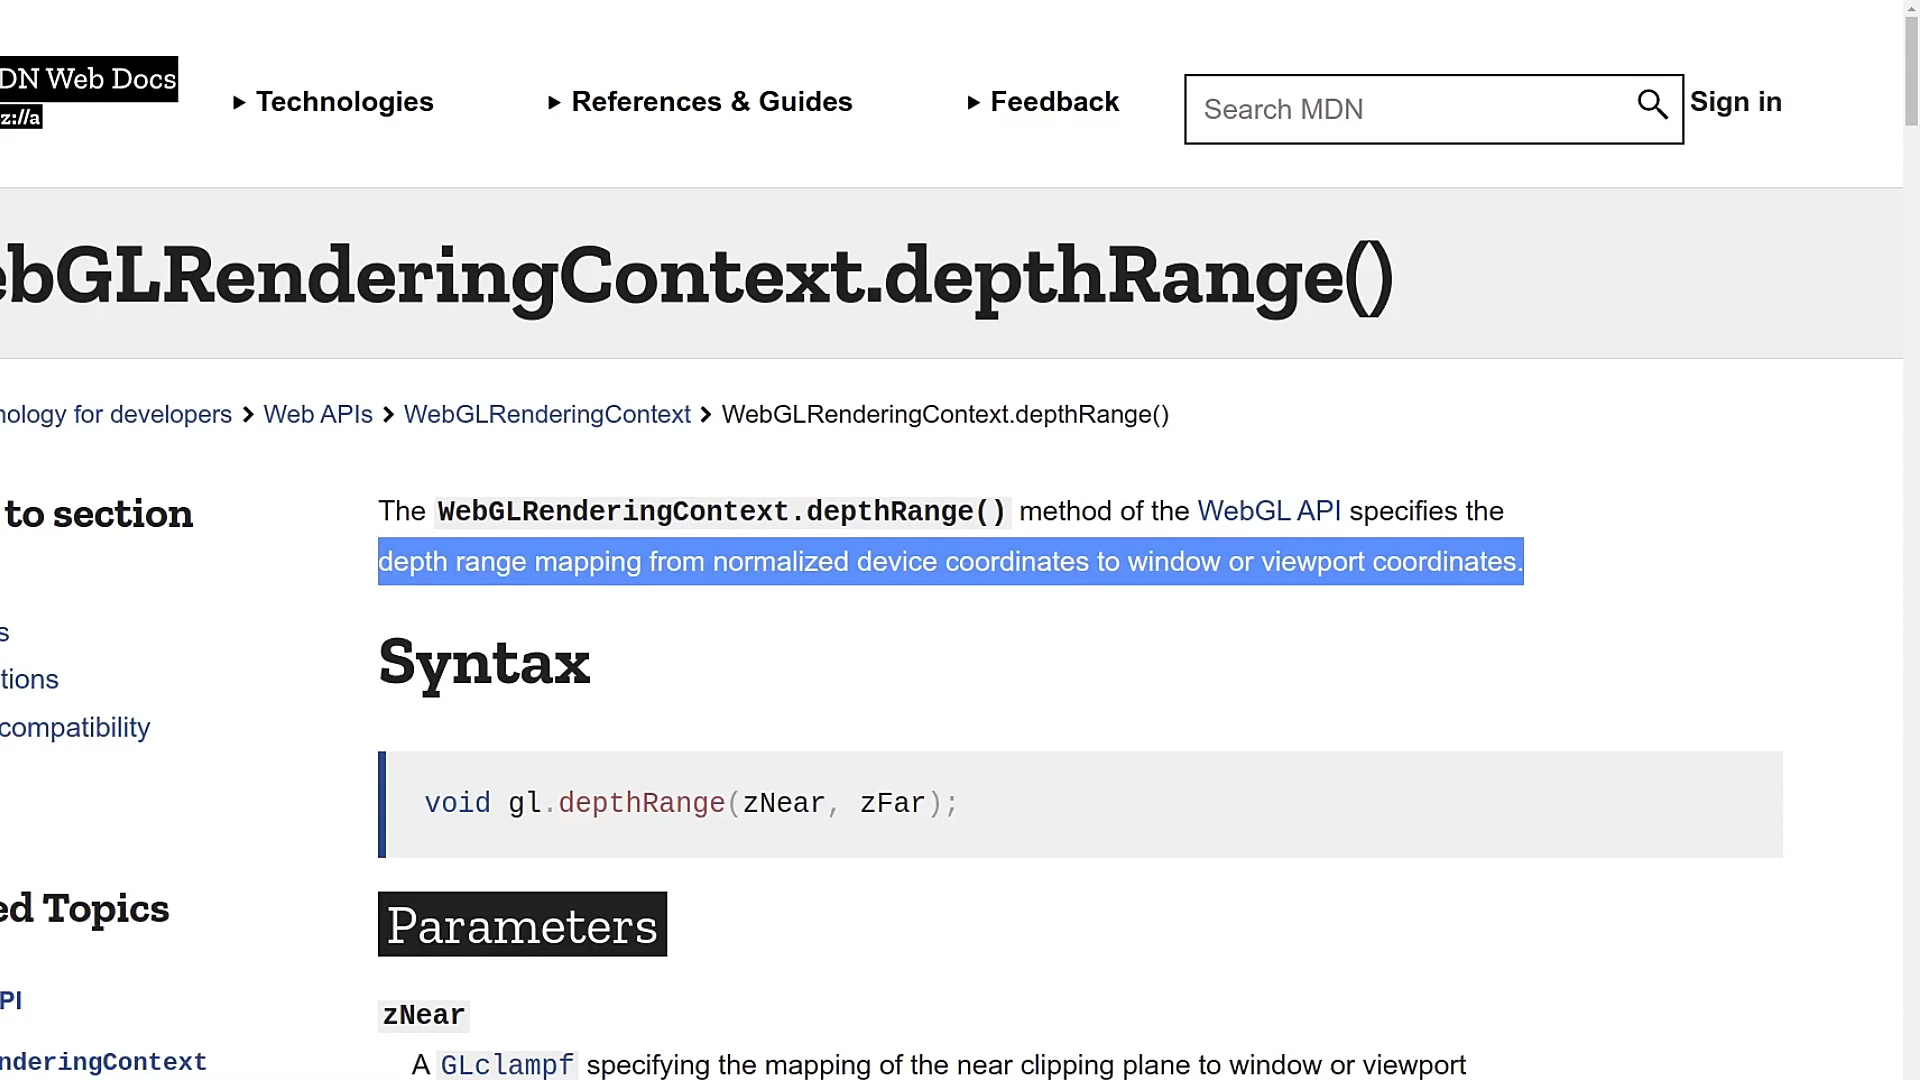 DN Web Docs
z://a
Technologies
References & Guides
Feedback
Search MDN
Sign in
ebGLRenderingContext.depthRange()
nology for developers > Web APIs > WebGLRenderingContext > WebGLRenderingContext.depthRange()
to section
s
tions
compatibility
ed Topics
PI
nderingContext
The WebGLRenderingContext.depthRange() method of the WebGL API specifies the
depth range mapping from normalized device coordinates to window or viewport coordinates.
Syntax
void gl.depthRange(zNear, zFar);
Parameters
zNear
A GLclampf specifying the mapping of the near clipping plane to window or viewport